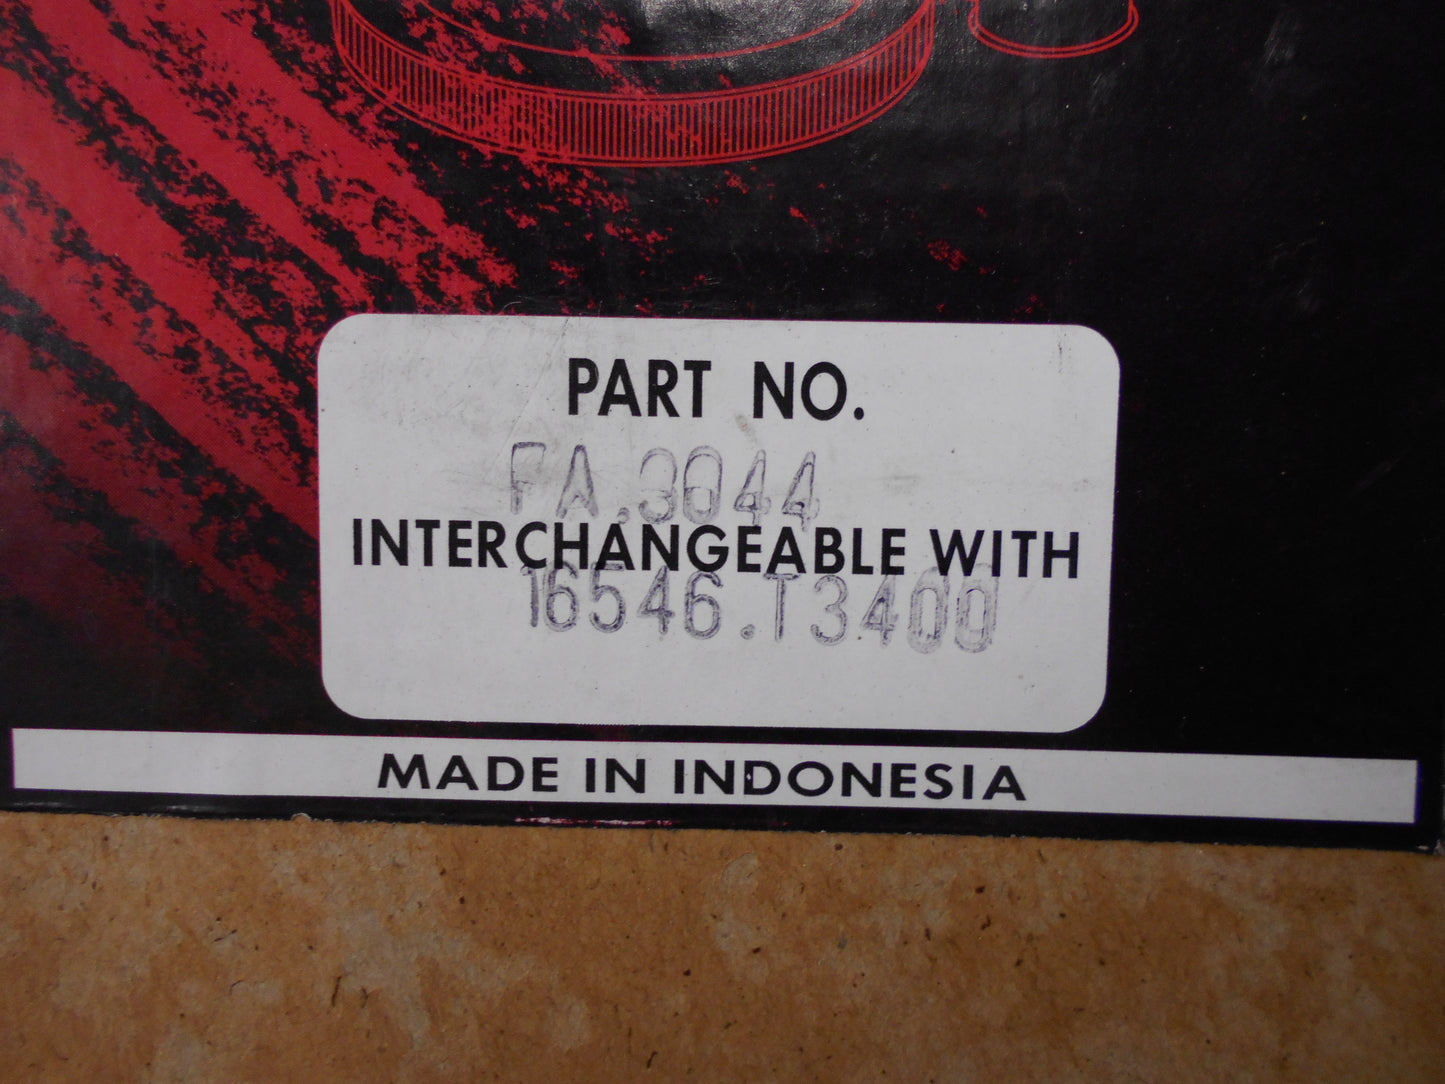 PART NO.
FA.3044
INTERCHANGEABLE WITH
16546.T3400
MADE IN INDONESIA